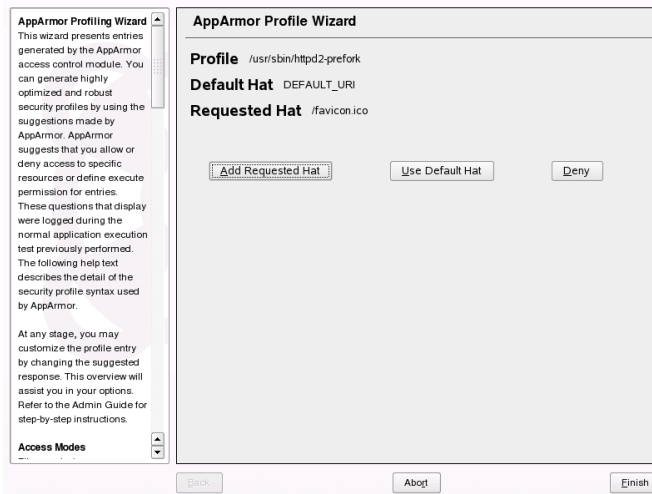 AppArmor Profiling Wizard
This wizard presents entries
generated by the AppArmor
access control module. You
can generate highly
optimized and robust
security profiles by using the
suggestions made by
AppArmor. AppArmor
suggests that you allow or
deny access to specific
resources or define execute
permission for entries.
These questions that display
were logged during the
normal application execution
test previously performed.
The following help text
describes the detail of the
security profile syntax used
by AppArmor.
At any stage, you may
customize the profile entry
by changing the suggested
response. This overview will
assist you in your options.
Refer to the Admin Guide for
step-by-step instructions.
Access Modes
AppArmor Profile Wizard
Profile /usr/sbin/httpd2-prefork
Default Hat DEFAULT_URI
Requested Hat /favicon.ico
Add Requested Hat
Use Default Hat
Deny
Back
Abort
Finish